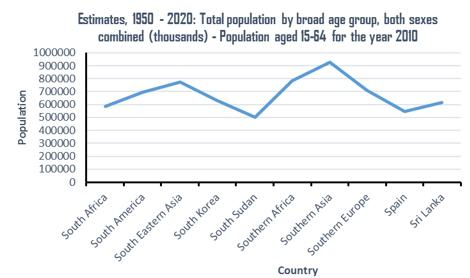 Estimates, 1950 - 2020: Total population by broad age group, both sexes
combined (thousands) - Population aged 15-64 for the year 2010
1000000
900000
800000
700000
600000
500000
400000
300000
200000
100000
0
Population
South Africa
South America
South Eastern Asia
South Korea
South Sudan
Southern Africa
Southern Asia
Southern Europe
Spain
Sri Lanka
Country